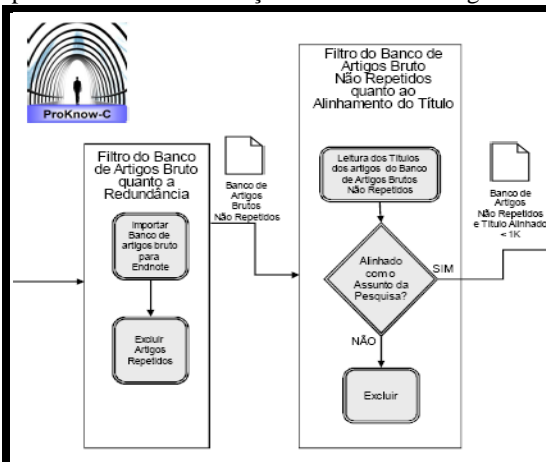 ProKnow-C
Filtro do Banco
de Artigos Bruto
quanto a
Redundância
Importar
Banco de
artigos bruto
para
Endnote
Excluir
Artigos
Repetidos
Banco de
Artigos
Brutos
Não Repetidos
Filtro do Banco de
Artigos Bruto
Não Repetidos
quanto ao
Alinhamento do Título
Leitura dos Títulos
dos artigos do Banco
de Artigos Brutos
Não Repetidos
Alinhado
com o
Assunto da
Pesquisa?
SIM
NÃO
Excluir
Banco de
Artigos
Não Repetidos
e Título Alinhado
< 1K